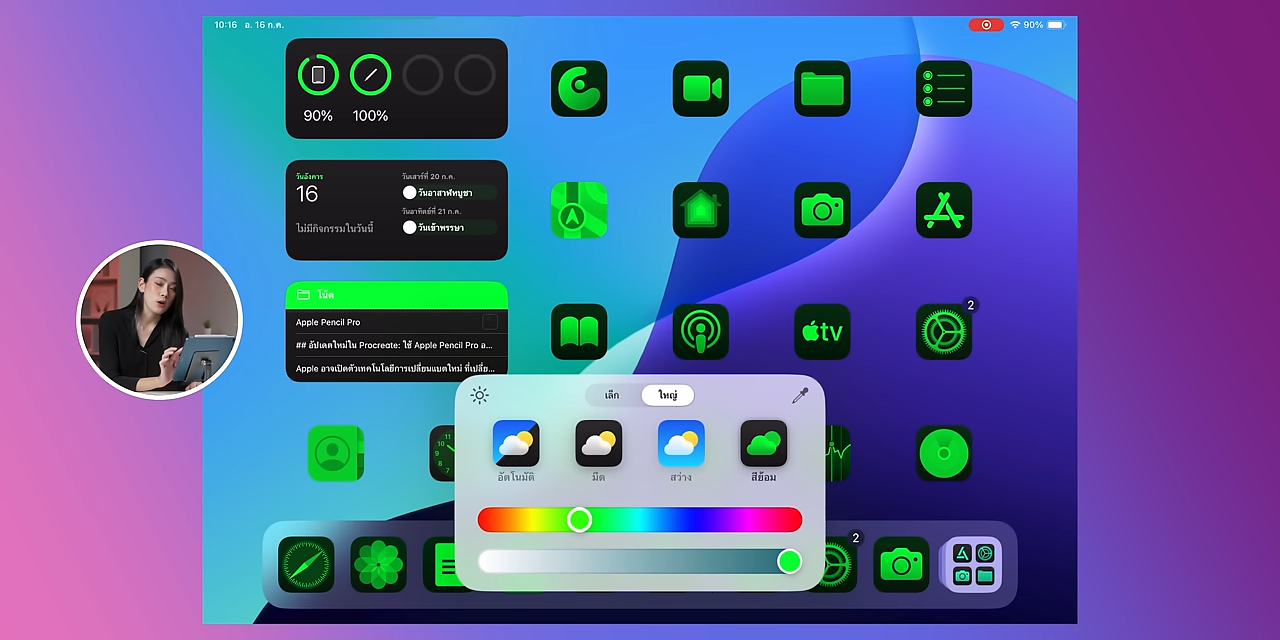 10:16 อ. 16 ก.ค.
90%
90% 100%
วันอังคาร
16
ไม่มีกิจกรรมในวันนี้
วันเสาร์ที่ 20 ก.ค.
วันอาสาฬหบูชา
วันอาทิตย์ที่ 21 ก.ค.
วันเข้าพรรษา
โน้ต
Apple Pencil Pro
## อัปเดตใหม่ใน Procreate: ใช้ Apple Pencil Pro อ...
Apple อาจเปิดตัวเทคโนโลยีการเปลี่ยนแบตใหม่ ที่เปลี่ย...
tv
2
เล็ก ใหญ่
อัตโนมัติ มืด สว่าง สีย้อม
11
10
9
8
7
2